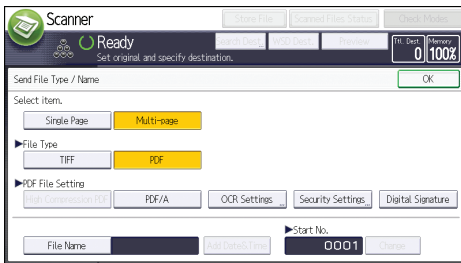 Scanner
Store File Scanned Files Status Check Modes
Ready
Search Dest. WSD Dest. Preview
Set original and specify destination.
Ttl. Dest. 0 Memory 100%
Send File Type / Name OK
Select item.
Single Page Multi-page
►File Type
TIFF PDF
►PDF File Setting
High Compression PDF PDF/A OCR Settings Security Settings Digital Signature
►Start No.
File Name Add Date&Time 0001 Change